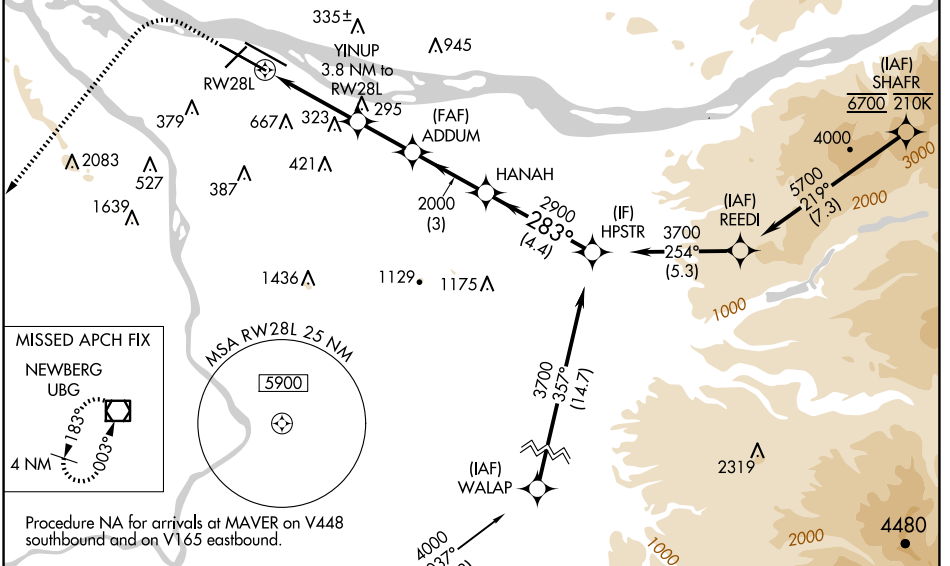 335±
945
YINUP
3.8 NM to
RW28L
RW28L
(IAF)
SHAFR
6700 210K
379
667
323
295
(FAF)
ADDUM
4000
3000
2083
527
387
421
HANAH
5700
219°
(7.3)
2000
1639
2000
(3)
2900
283°
(4.4)
(IF)
HPSTR
3700
254°
(5.3)
(IAF)
REEDI
1436
1129
1175
1000
MISSED APCH FIX
NEWBERG
UBG
183°
003°
4 NM
MSA RW28L 25 NM
5900
3700
357°
(14.7)
(IAF)
WALAP
2319
Procedure NA for arrivals at MAVER on V448
southbound and on V165 eastbound.
4000
1000
2000
4480